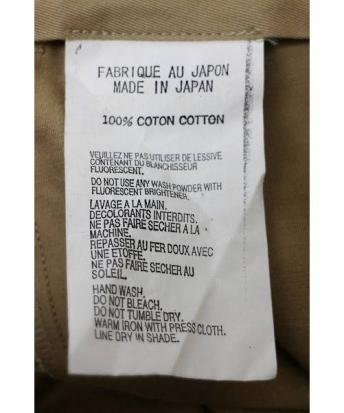 FABRIQUE AU JAPON
MADE IN JAPAN
100% COTON COTTON
VEUILLEZ NE PAS UTILISER DE LESSIVE
CONTENANT DU BLANCHISSEUR
FLUORESCENT.
DO NOT USE ANY WASH POWDER WITH
FLUORESCENT BRIGHTENER.
LAVAGE A LA MAIN.
DECOLORANTS INTERDITS.
NE PAS FAIRE SECHER A LA
MACHINE.
REPASSER AU FER DOUX AVEC
UNE ETOFFE.
NE PAS FAIRE SECHER AU
SOLEIL.
HAND WASH.
DO NOT BLEACH.
DO NOT TUMBLE DRY.
WARM IRON WITH PRESS CLOTH.
LINE DRY IN SHADE.